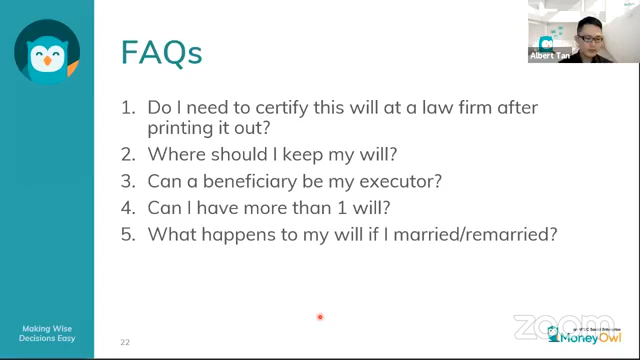 FAQs
Albert Tan
1. Do I need to certify this will at a law firm after
printing it out?
2. Where should I keep my will?
3. Can a beneficiary be my executor?
4. Can I have more than 1 will?
5. What happens to my will if I married/remarried?
Making Wise
Decisions Easy
22
zoom
MoneyOwl